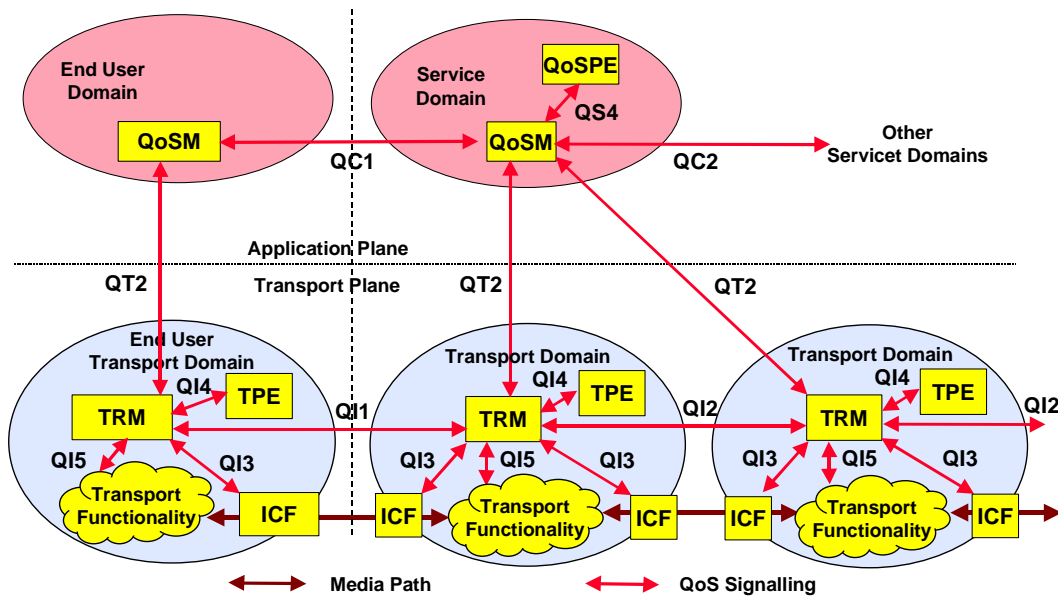 End User
Domain
QoSM
Service
Domain
QoSPE
QS4
QoSM
QC1
QC2
Other
Servicet Domains
Application Plane
Transport Plane
QT2
QT2
QT2
End User
Transport Domain
QI4
TPE
TRM
QI5
QI3
Transport
Functionality
ICF
QI1
Transport Domain
QI4
TPE
TRM
QI3
QI5
QI3
ICF
Transport
Functionality
ICF
QI2
Transport Domain
QI4
TPE
TRM
QI2
QI3
QI5
QI3
ICF
Transport
Functionality
ICF
Media Path
QoS Signalling